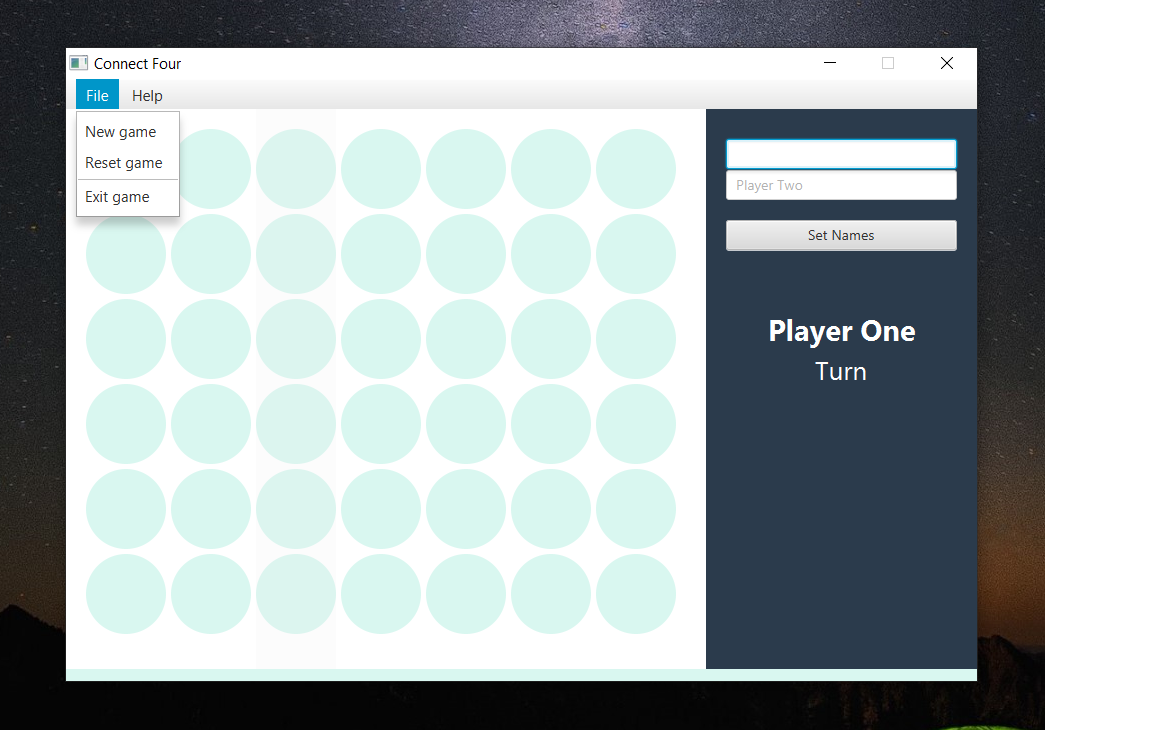 Connect Four
File Help
New game
Reset game
Exit game
Player Two
Set Names
Player One
Turn